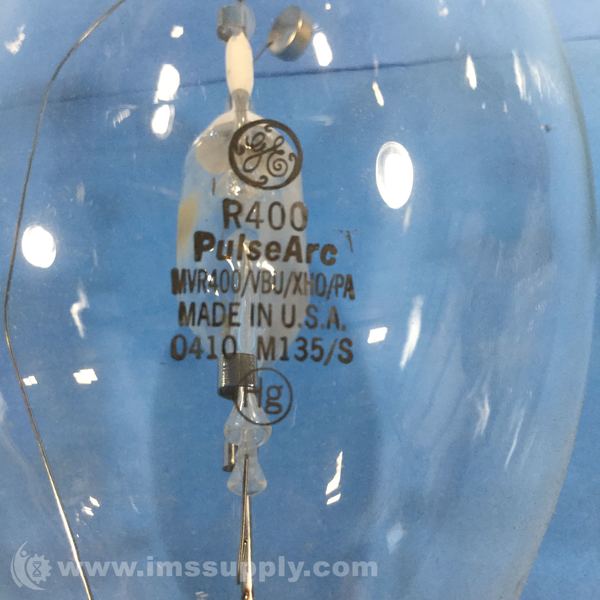 GE
R400
PulseArc
MVR400/VBU/XHO/PA
MADE IN U.S.A.
0410 M135/S
Hg
www.imssupply.com